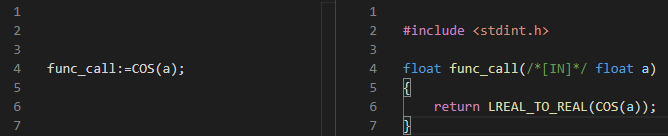 1
2
3
4 func_call:=COS(a);
5
6
7
1
2 #include <stdint.h>
3
4 float func_call(/*[IN]*/ float a)
5 {
6 return LREAL_TO_REAL(COS(a));
7 }